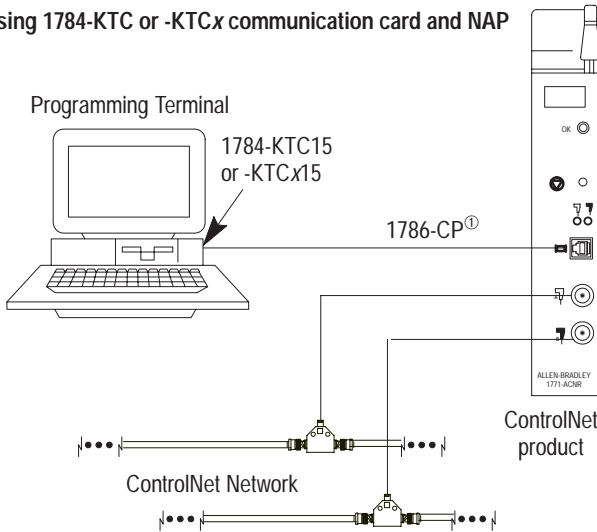 sing 1784-KTC or -KTCx communication card and NAP
Programming Terminal
1784-KTC15
or -KTCx15
OK
1786-CP①
A
B
ALLEN-BRADLEY
1771-ACNR
ControlNet
product
ControlNet Network